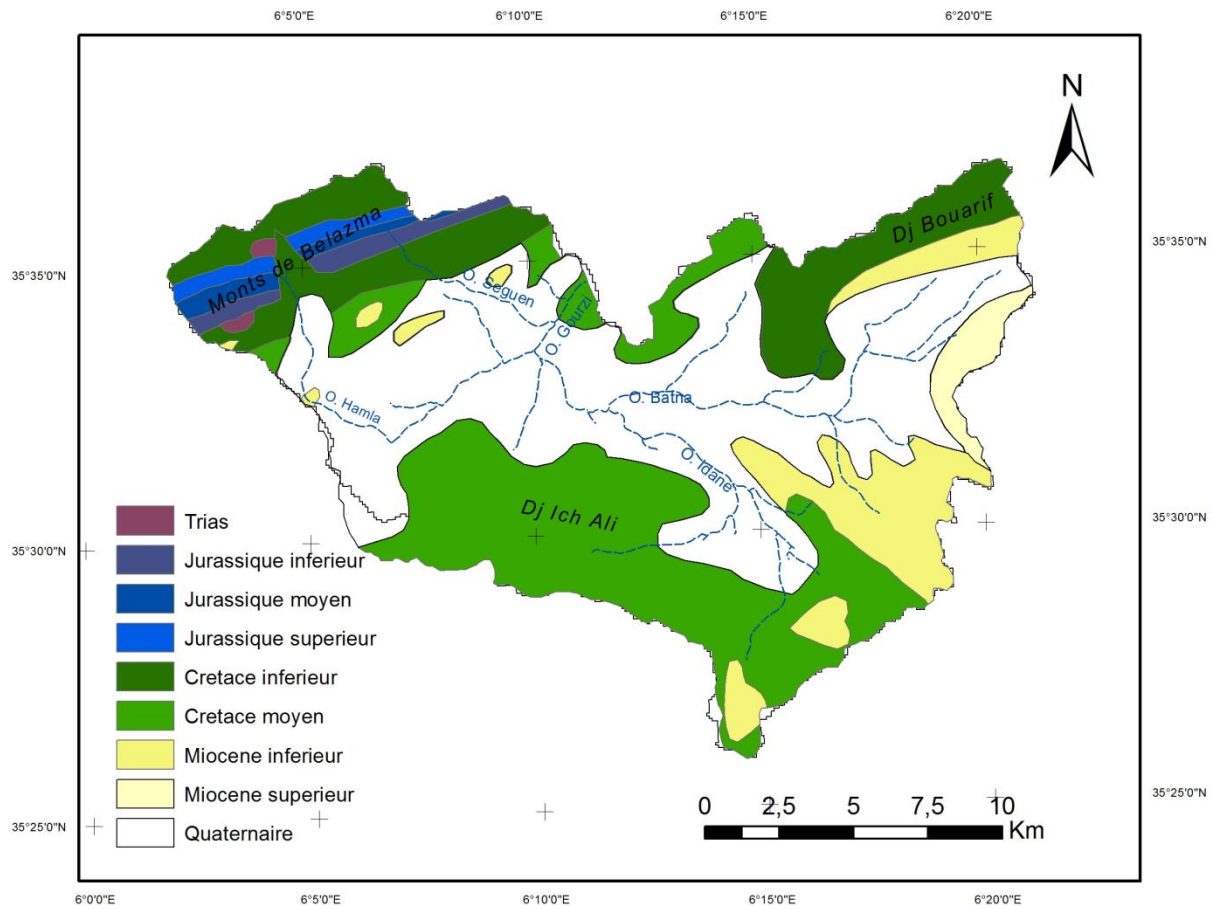 6°5'0"E 6°10'0"E 6°15'0"E 6°20'0"E
N
Dj Bouarif
Monts de Belazma
35°35'0"N
35°35'0"N
O. Seguen
O. Gourzi
O. Hamla
O. Batna
O. Idane
Dj Ich Ali
35°30'0"N
35°30'0"N
Trias
Jurassique inferieur
Jurassique moyen
Jurassique superieur
Cretace inferieur
Cretace moyen
Miocene inferieur
Miocene superieur
Quaternaire
35°25'0"N
35°25'0"N
0 2,5 5 7,5 10
Km
6°0'0"E 6°5'0"E 6°10'0"E 6°15'0"E 6°20'0"E